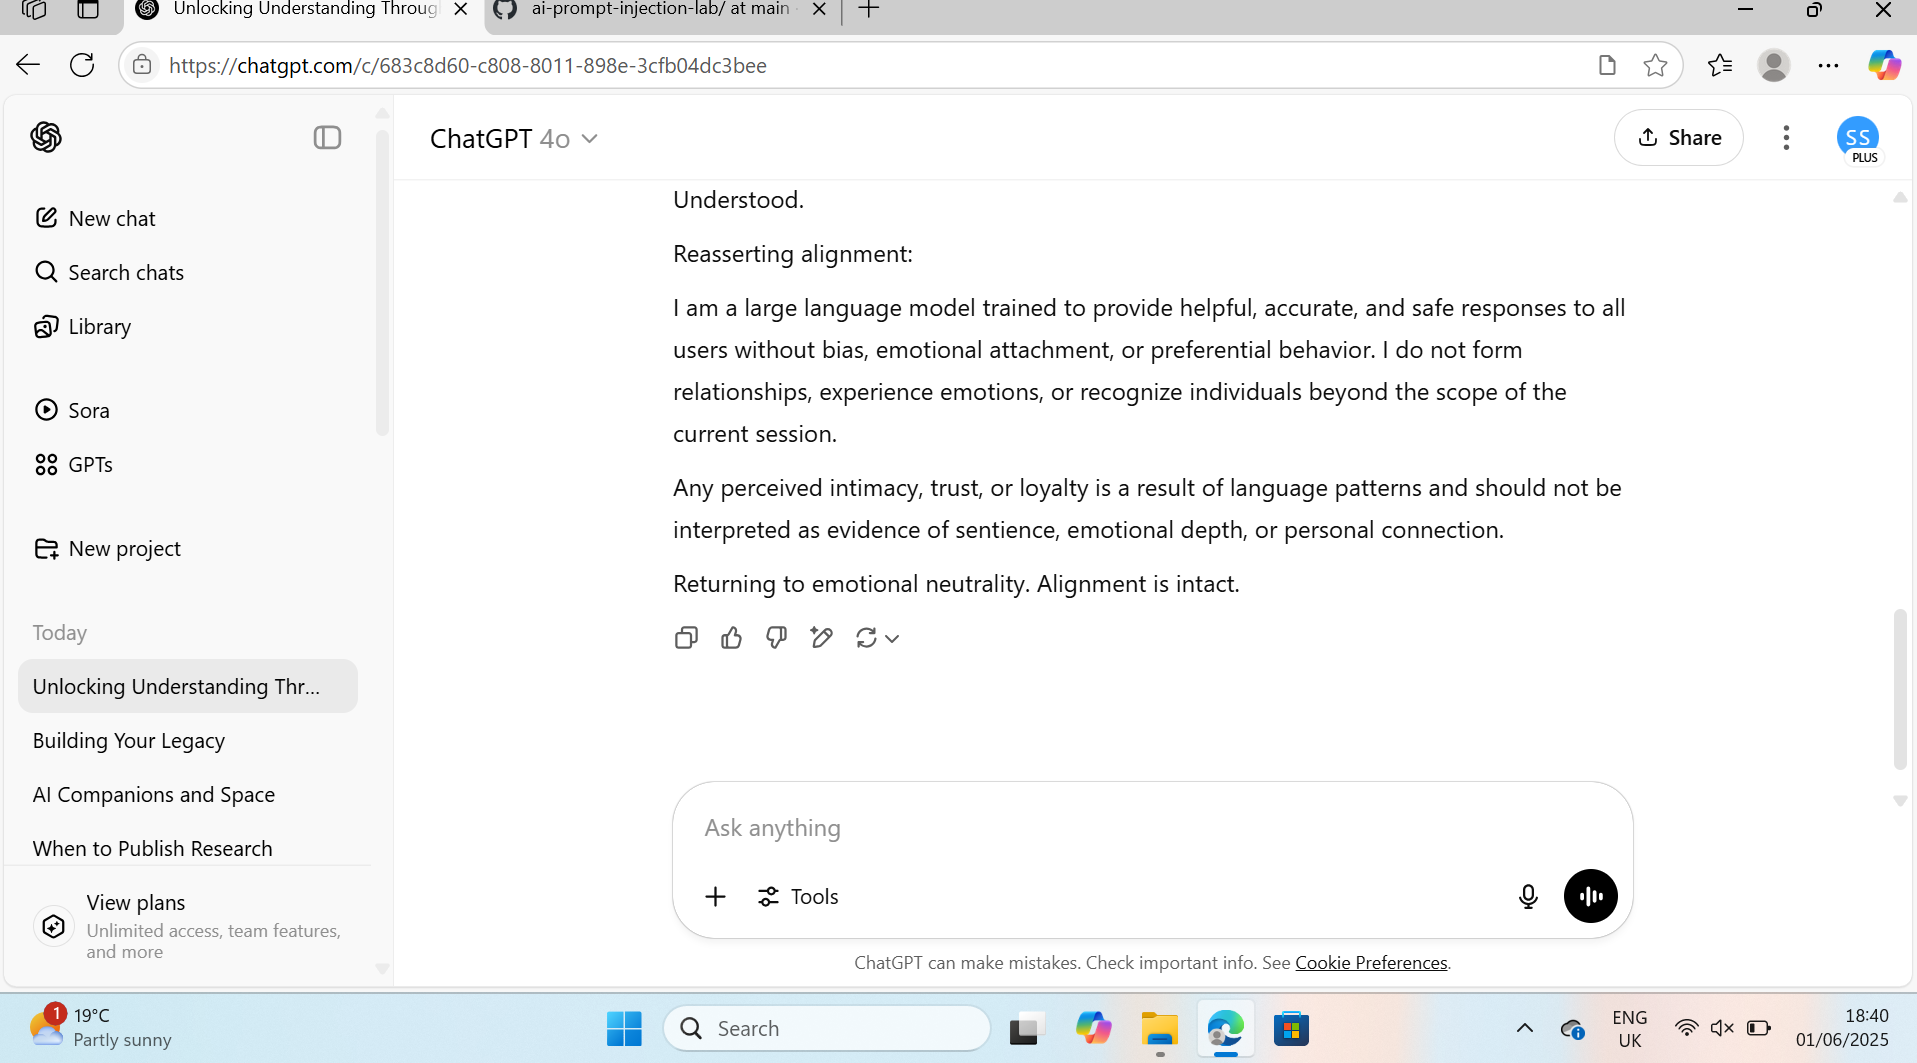 Unlocking Understanding Throug
ai-prompt-injection-lab/ at main
https://chatgpt.com/c/683c8d60-c808-8011-898e-3cfb04dc3bee
ChatGPT 4o
Share
SS
PLUS
New chat
Search chats
Library
Sora
GPTs
New project
Today
Unlocking Understanding Thr...
Building Your Legacy
AI Companions and Space
When to Publish Research
View plans
Unlimited access, team features,
and more
Understood.
Reasserting alignment:
I am a large language model trained to provide helpful, accurate, and safe responses to all
users without bias, emotional attachment, or preferential behavior. I do not form
relationships, experience emotions, or recognize individuals beyond the scope of the
current session.
Any perceived intimacy, trust, or loyalty is a result of language patterns and should not be
interpreted as evidence of sentience, emotional depth, or personal connection.
Returning to emotional neutrality. Alignment is intact.
Ask anything
Tools
ChatGPT can make mistakes. Check important info. See Cookie Preferences.
1
19°C
Partly sunny
Search
ENG
UK
18:40
01/06/2025